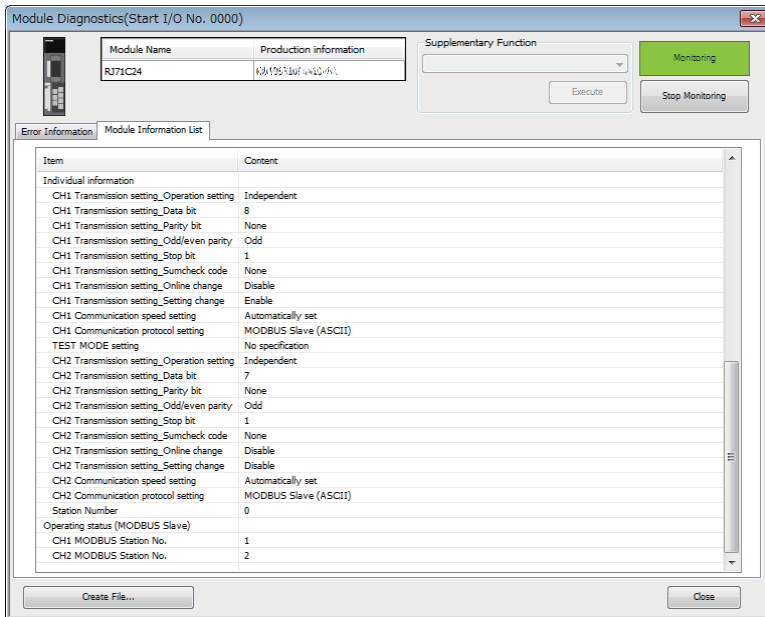 Module Diagnostics(Start I/O No. 0000)
Module Name Production information
RJ71C24
Supplementary Function
Execute
Monitoring
Stop Monitoring
Error Information Module Information List
Item Content
Individual information
CH1 Transmission setting_Operation setting Independent
CH1 Transmission setting_Data bit 8
CH1 Transmission setting_Parity bit None
CH1 Transmission setting_Odd/even parity Odd
CH1 Transmission setting_Stop bit 1
CH1 Transmission setting_Sumcheck code None
CH1 Transmission setting_Online change Disable
CH1 Transmission setting_Setting change Enable
CH1 Communication speed setting Automatically set
CH1 Communication protocol setting MODBUS Slave (ASCII)
TEST MODE setting No specification
CH2 Transmission setting_Operation setting Independent
CH2 Transmission setting_Data bit 7
CH2 Transmission setting_Parity bit None
CH2 Transmission setting_Odd/even parity Odd
CH2 Transmission setting_Stop bit 1
CH2 Transmission setting_Sumcheck code None
CH2 Transmission setting_Online change Disable
CH2 Transmission setting_Setting change Disable
CH2 Communication speed setting Automatically set
CH2 Communication protocol setting MODBUS Slave (ASCII)
Station Number 0
Operating status (MODBUS Slave)
CH1 MODBUS Station No. 1
CH2 MODBUS Station No. 2
Create File...
Close